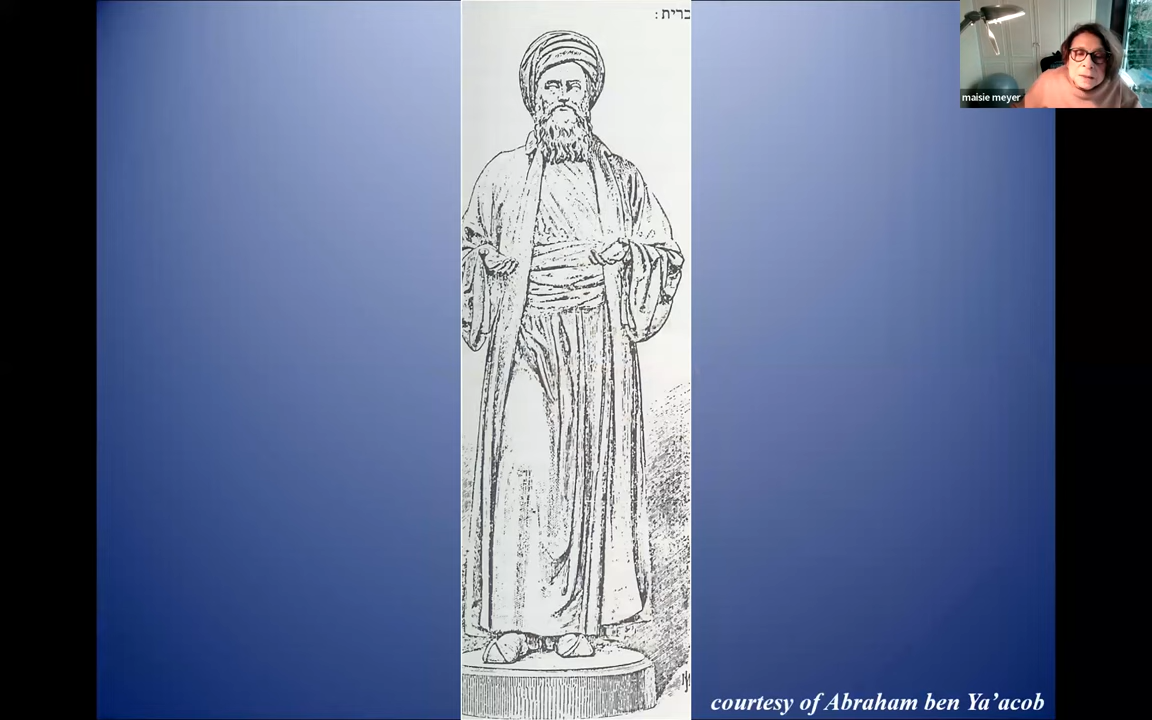 ברית :
maisie meyer
courtesy of Abraham ben Ya’acob